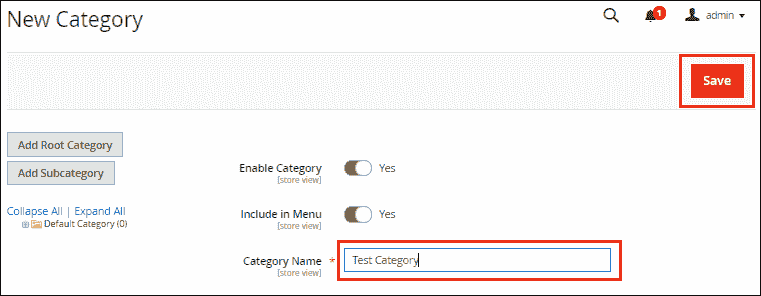 New Category
1
admin
Save
Add Root Category
Add Subcategory
Collapse All | Expand All
Default Category (0)
Enable Category
[store view]
Yes
Include in Menu
[store view]
Yes
Category Name *
[store view]
Test Category